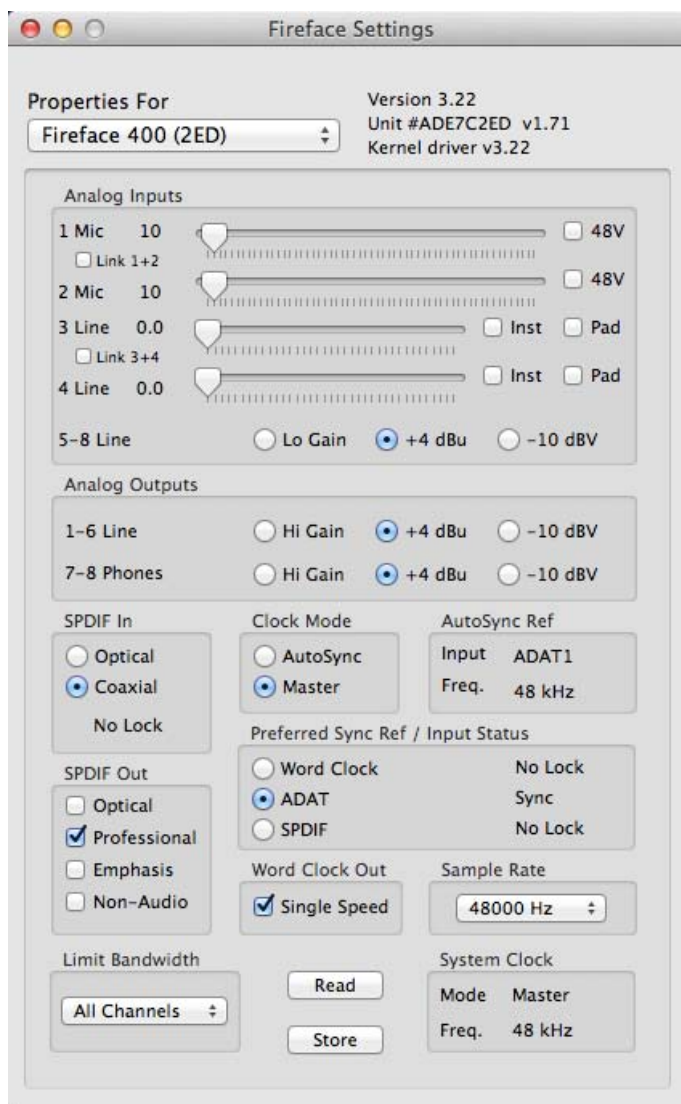 Fireface Settings
Properties For
Fireface 400 (2ED)
Version 3.22
Unit #ADE7C2ED v1.71
Kernel driver v3.22
Analog Inputs
1 Mic 10 48V
Link 1+2
2 Mic 10 48V
3 Line 0.0 Inst Pad
Link 3+4
4 Line 0.0 Inst Pad
5-8 Line Lo Gain +4 dBu -10 dBV
Analog Outputs
1-6 Line Hi Gain +4 dBu -10 dBV
7-8 Phones Hi Gain +4 dBu -10 dBV
SPDIF In
Optical
Coaxial
No Lock
Clock Mode
AutoSync
Master
AutoSync Ref
Input ADAT1
Freq. 48 kHz
Preferred Sync Ref / Input Status
Word Clock No Lock
ADAT Sync
SPDIF No Lock
SPDIF Out
Optical
Professional
Emphasis
Non-Audio
Word Clock Out
Single Speed
Sample Rate
48000 Hz
Limit Bandwidth
All Channels
Read
Store
System Clock
Mode Master
Freq. 48 kHz